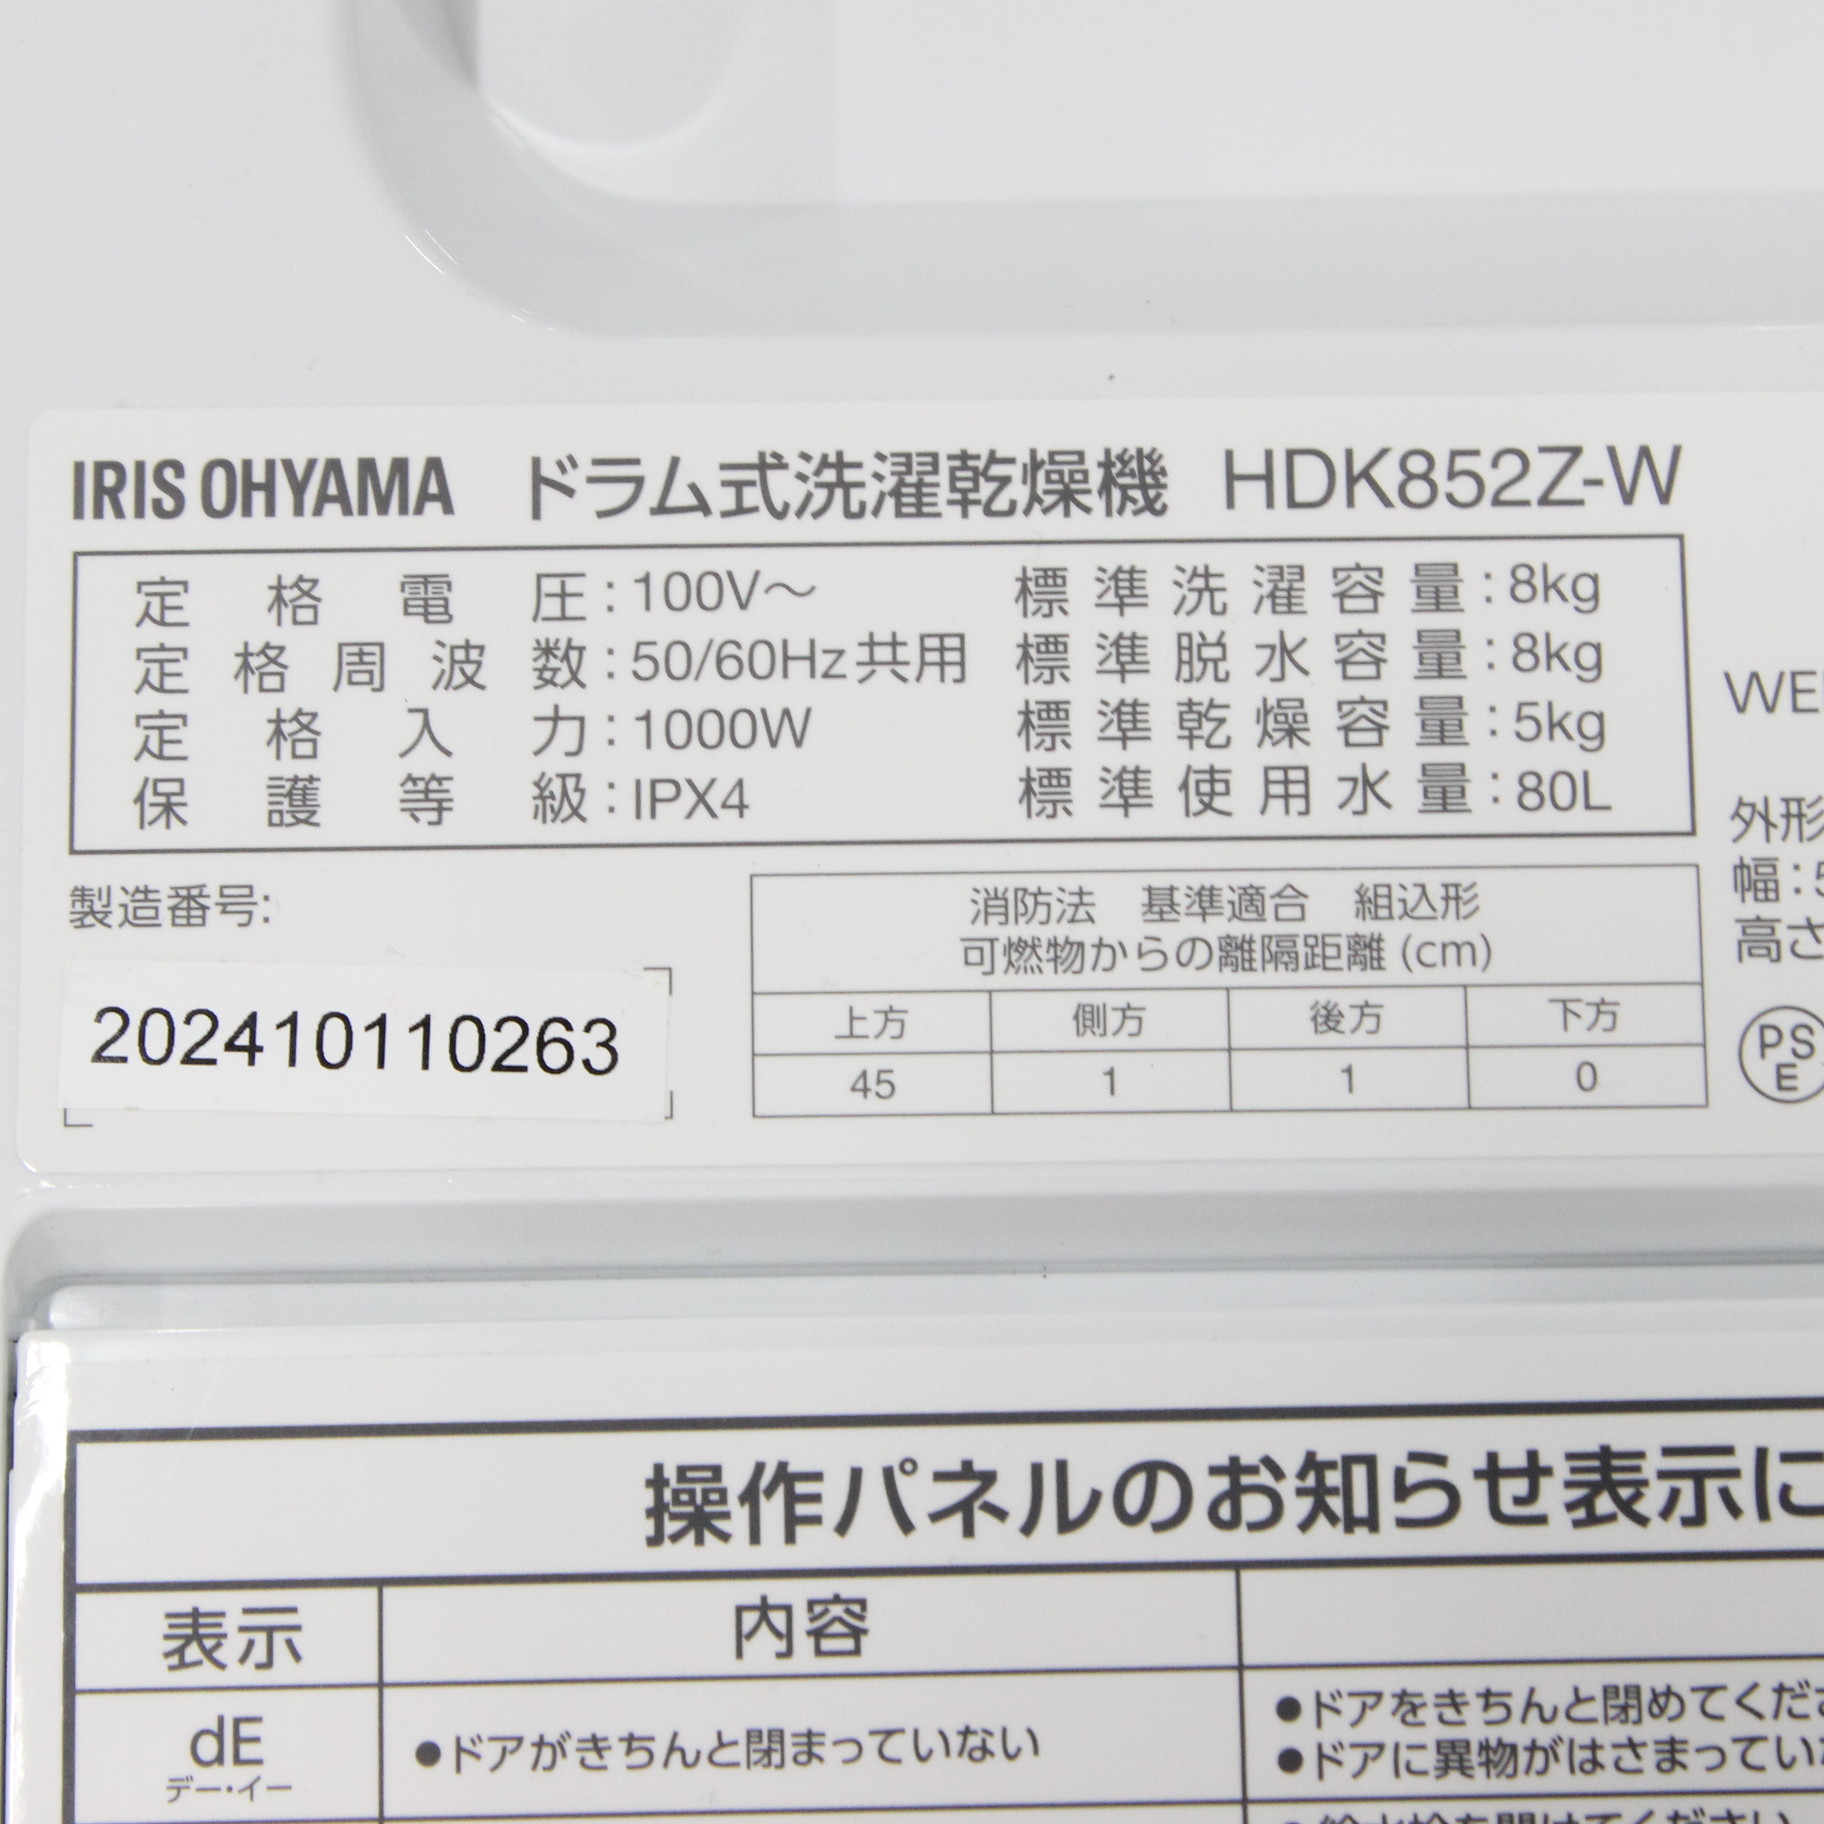 IRIS OHYAMA ドラム式洗濯乾燥機 HDK852Z-W
定格電圧:100V～ 標準洗濯容量:8kg
定格周波数:50/60Hz共用 標準脱水容量:8kg
定格入力:1000W 標準乾燥容量:5kg
保護等級:IPX4 標準使用水量:80L
製造番号:
202410110263
消防法 基準適合 組込形
可燃物からの離隔距離(cm)
上方 側方 後方 下方
45 1 1 0
外形
幅:
高さ
PS
E
操作パネルのお知らせ表示に
表示 内容
dE
デー・イー
●ドアがきちんと閉まっていない
●ドアをきちんと閉めてくださ
●ドアに異物がはさまってい